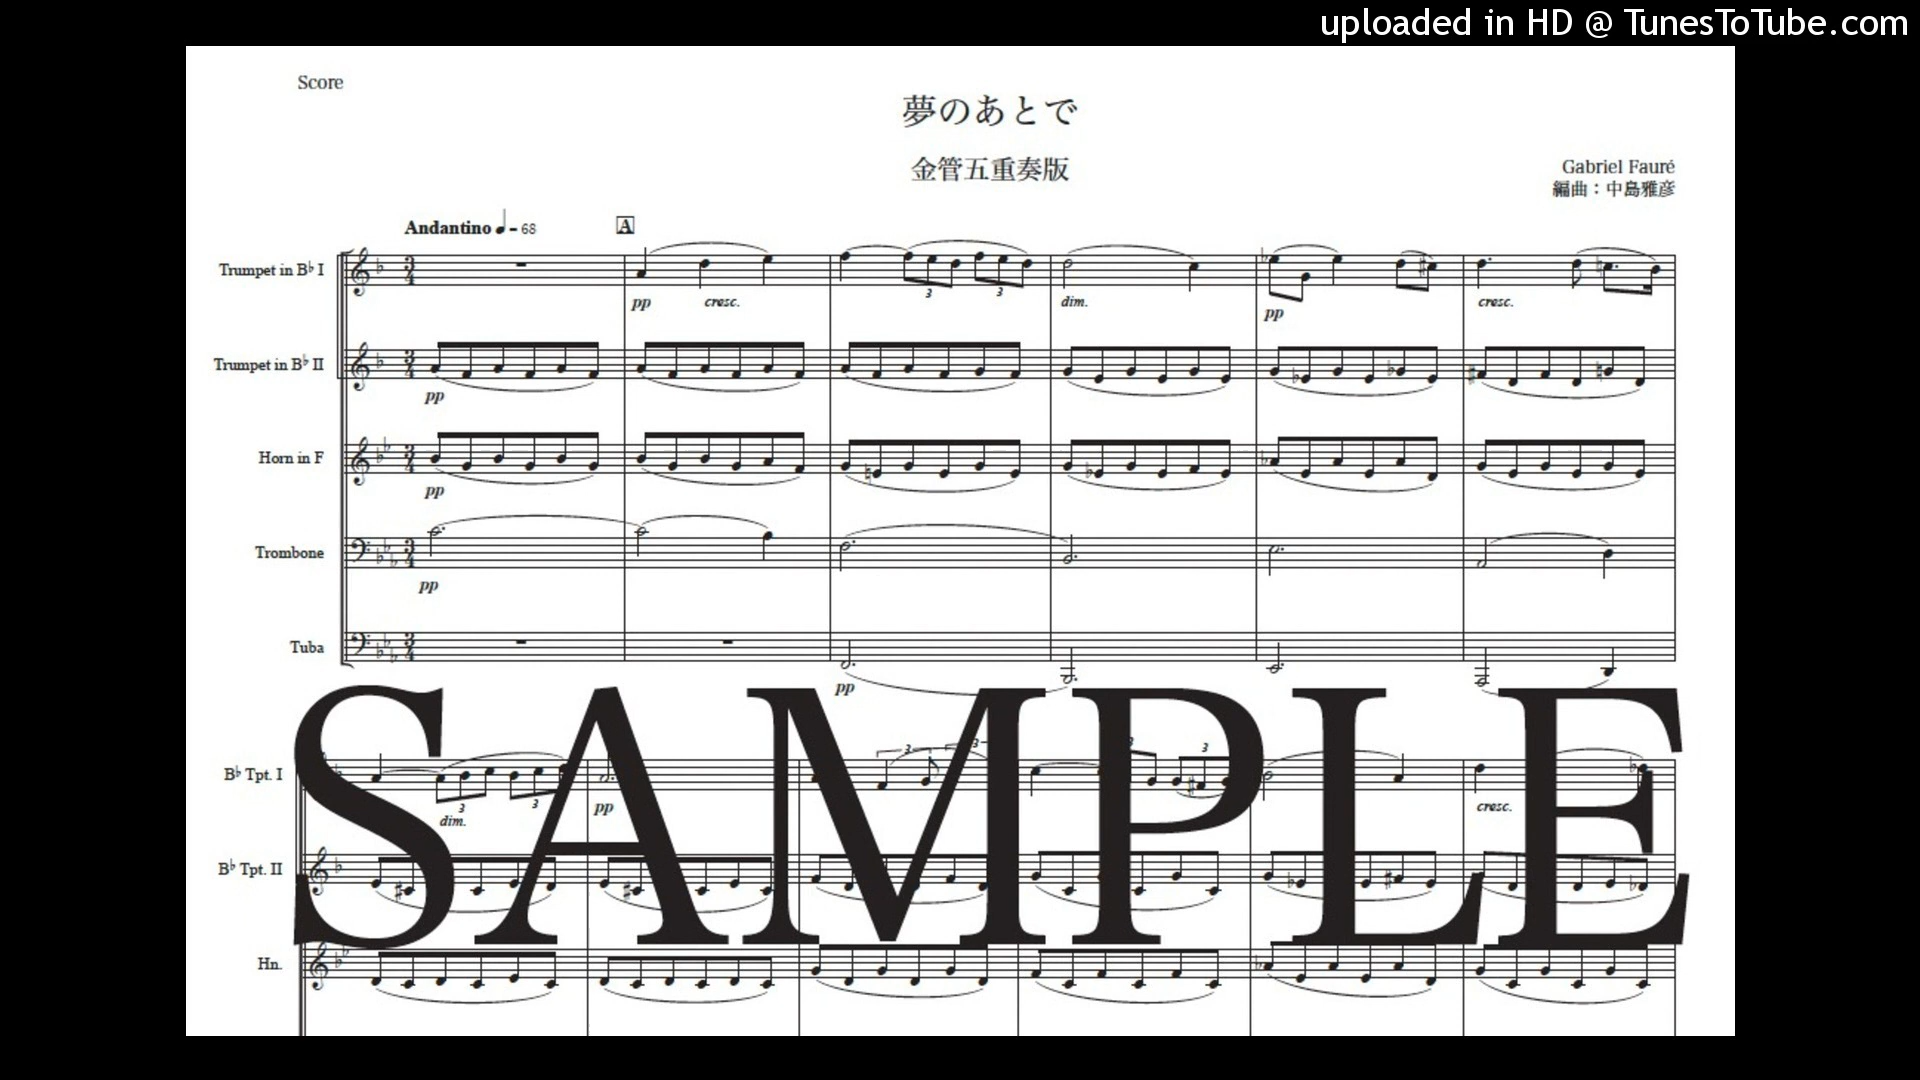 uploaded in HD @ TunesToTube.com
Score
夢のあとで
金管五重奏版
Gabriel Fauré
編曲：中島雅彦
Andantino ♩ = 68
A
Trumpet in B♭ I
pp cresc. dim. pp cresc.
3 3
Trumpet in B♭ II
pp
Horn in F
pp
Trombone
pp
Tuba
pp
SAMPLE
B♭ Tpt. I
3 3 3 3 3 3
dim. pp cresc.
B♭ Tpt. II
Hn.